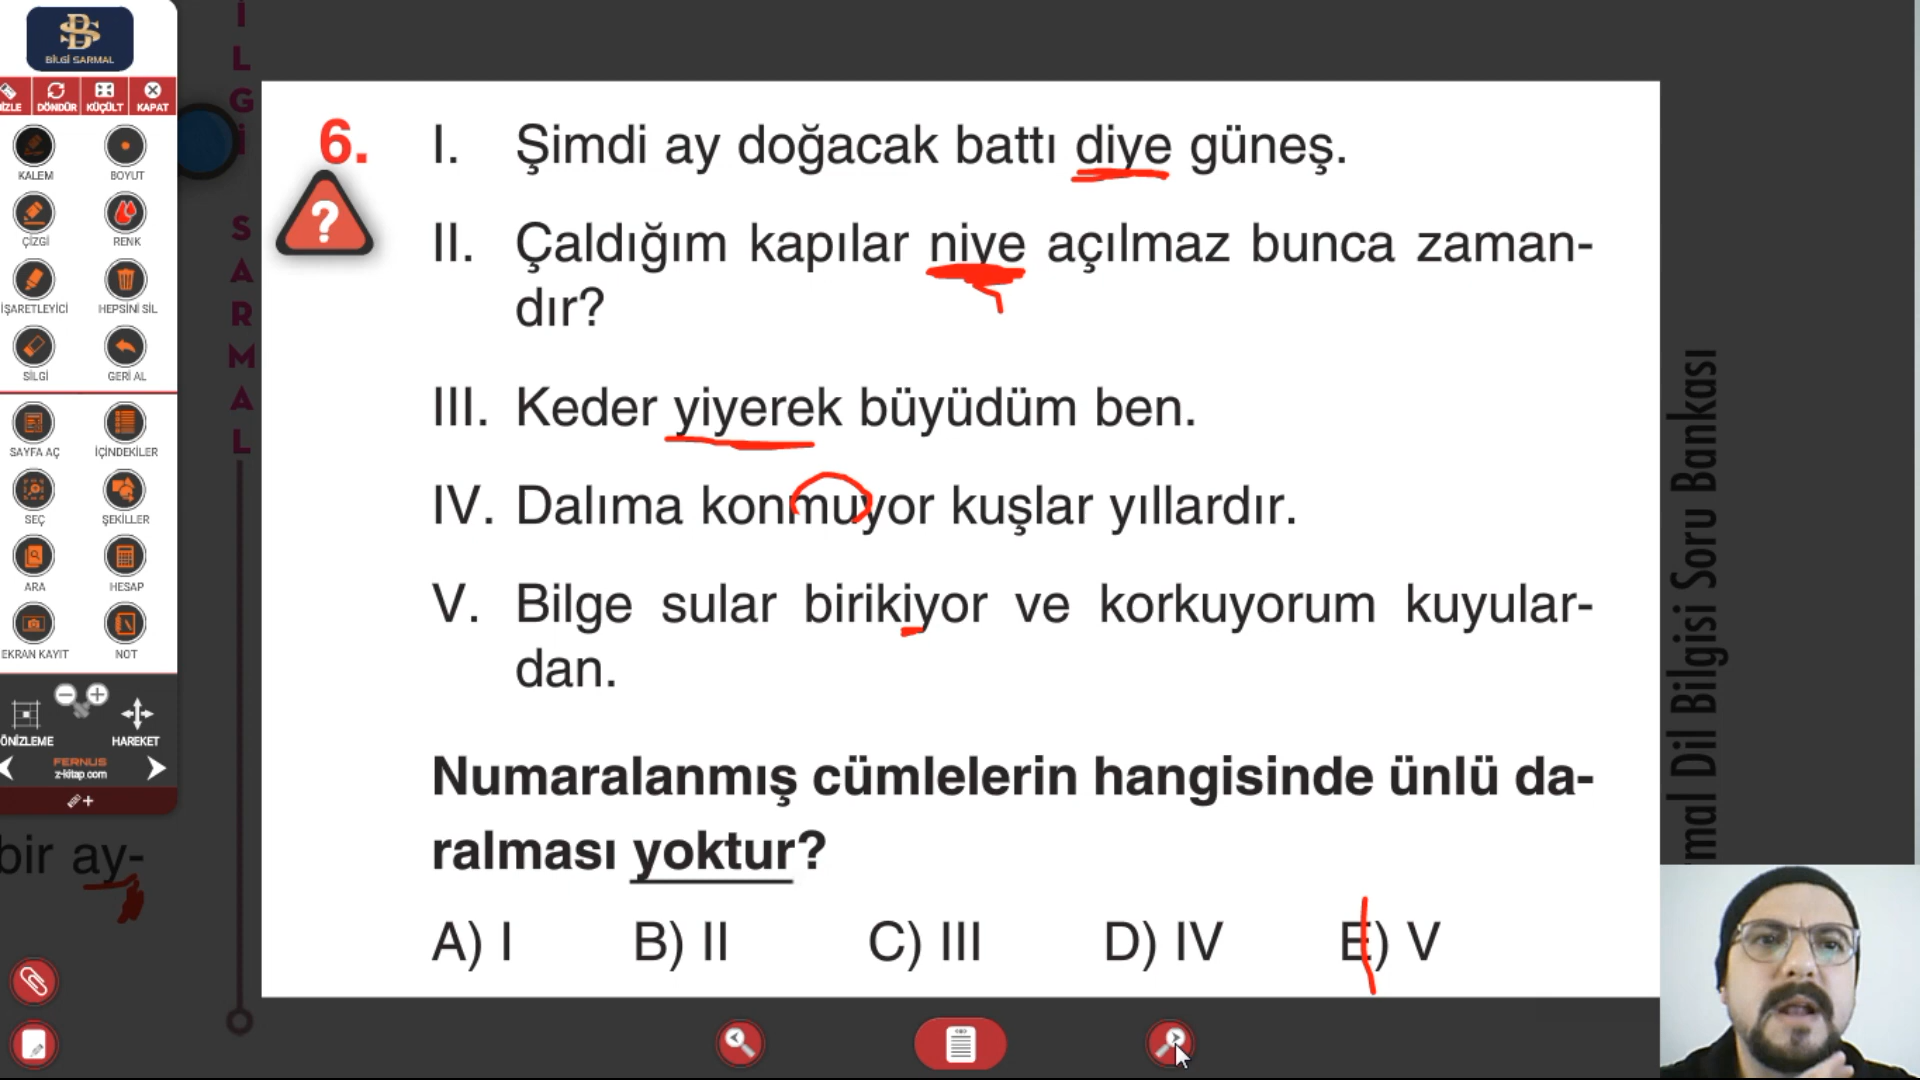 BİLGİ SARMAL
DÖNDÜR KÜÇÜLT KAPAT
KALEM BOYUT
ÇİZGİ RENK
İŞARETLEYİCİ HEPSİNİ SİL
SİLGİ GERİ AL
SAYFA AÇ İÇİNDEKİLER
SEÇ ŞEKİLLER
ARA HESAP
EKRAN KAYIT NOT
ÖNİZLEME HAREKET
FERNUS
z-kitap.com
bir ay-
İLGİ SARMAL
6. I. Şimdi ay doğacak battı diye güneş.
?
II. Çaldığım kapılar niye açılmaz bunca zaman-
dır?
III. Keder yiyerek büyüdüm ben.
IV. Dalıma konmuyor kuşlar yıllardır.
V. Bilge sular birikiyor ve korkuyorum kuyular-
dan.
Numaralanmış cümlelerin hangisinde ünlü da-
ralması yoktur?
A) I B) II C) III D) IV E) V
mal Dil Bilgisi Soru Bankası